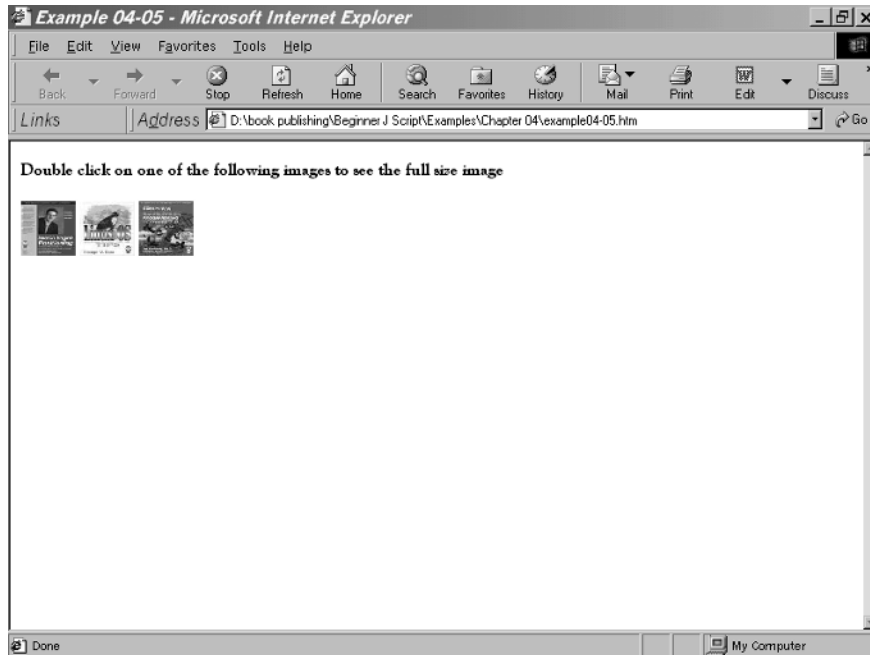 Example 04-05 - Microsoft Internet Explorer
File Edit View Favorites Tools Help
Back Forward Stop Refresh Home Search Favorites History Mail Print Edit Discuss
Links Address D:\book publishing\Beginner J Script\Examples\Chapter 04\example04-05.htm Go
Double click on one of the following images to see the full size image
Done My Computer